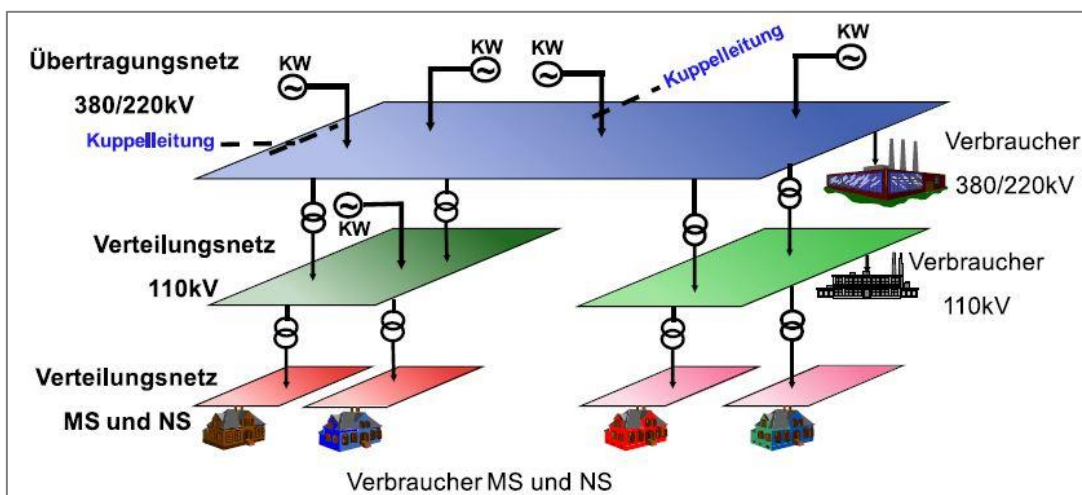 KW
KW
KW
KW
Übertragungsnetz
380/220kV
Kuppelleitung
Kuppelleitung
Verbraucher
380/220kV
KW
Verteilungsnetz
110kV
Verbraucher
110kV
Verteilungsnetz
MS und NS
Verbraucher MS und NS